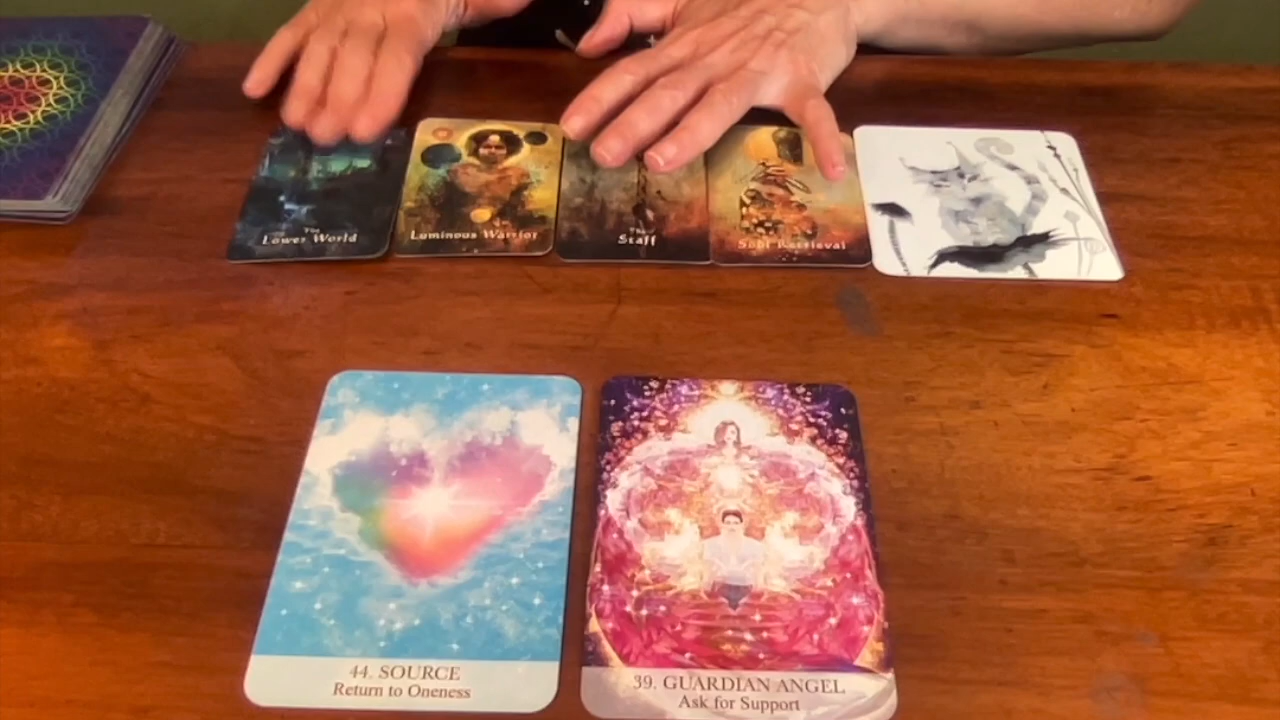 The
Lower World
Luminous Warrior
The
Staff
Soul Retrieval
44. SOURCE
Return to Oneness
39. GUARDIAN ANGEL
Ask for Support